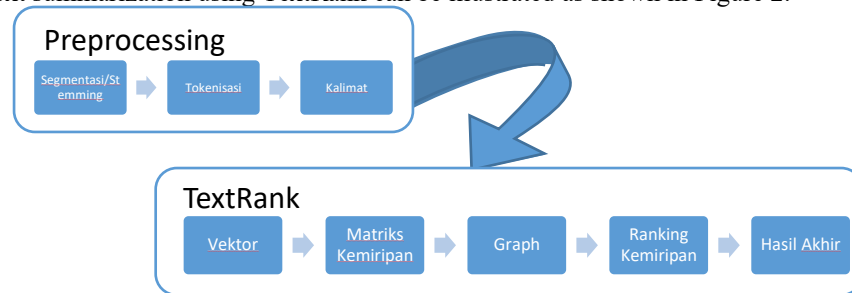 text summarization using TextRank can be illustrated as shown in Figure 2.
Preprocessing
Segmentasi/St
emming
Tokenisasi
Kalimat
TextRank
Vektor
Matriks
Kemiripan
Graph
Ranking
Kemiripan
Hasil Akhir